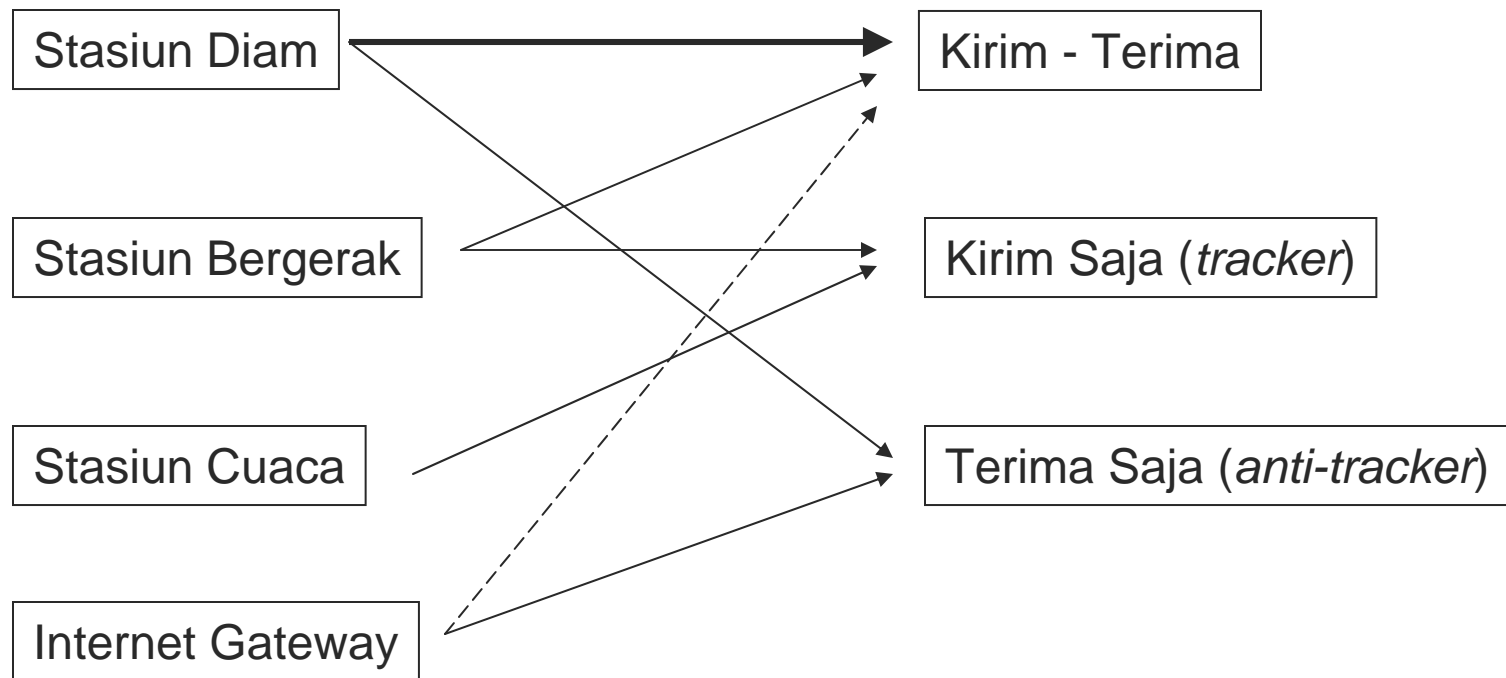 Stasiun Diam
Kirim - Terima
Stasiun Bergerak
Kirim Saja (tracker)
Stasiun Cuaca
Terima Saja (anti-tracker)
Internet Gateway